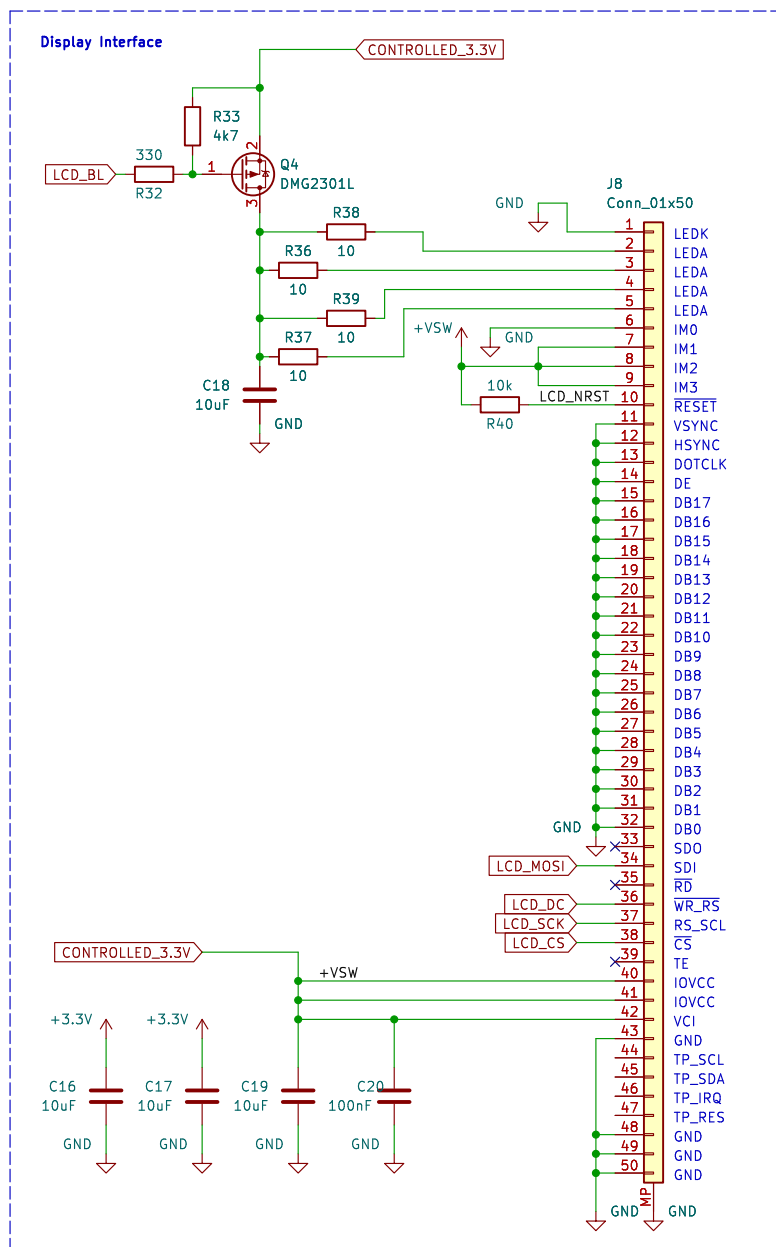 Display Interface
CONTROLLED_3.3V
R33
4k7
330
LCD_BL
R32
1
2
3
Q4
DMG2301L
R38
10
R36
10
R39
10
R37
10
C18
10uF
GND
J8
Conn_01x50
GND
+VSW
GND
10k
LCD_NRST
R40
1 LEDK
2 LEDA
3 LEDA
4 LEDA
5 LEDA
6 IM0
7 IM1
8 IM2
9 IM3
10 RESET
11 VSYNC
12 HSYNC
13 DOTCLK
14 DE
15 DB17
16 DB16
17 DB15
18 DB14
19 DB13
20 DB12
21 DB11
22 DB10
23 DB9
24 DB8
25 DB7
26 DB6
27 DB5
28 DB4
29 DB3
30 DB2
31 DB1
32 DB0
GND
33 SDO
LCD_MOSI
34 SDI
35 RD
LCD_DC
36 WR_RS
LCD_SCK
37 RS_SCL
LCD_CS
38 CS
39 TE
40 IOVCC
41 IOVCC
42 VCI
43 GND
44 TP_SCL
45 TP_SDA
46 TP_IRQ
47 TP_RES
48 GND
49 GND
50 GND
MP
GND
GND
CONTROLLED_3.3V
+VSW
+3.3V
+3.3V
C16
10uF
GND
C17
10uF
GND
C19
10uF
GND
C20
100nF
GND